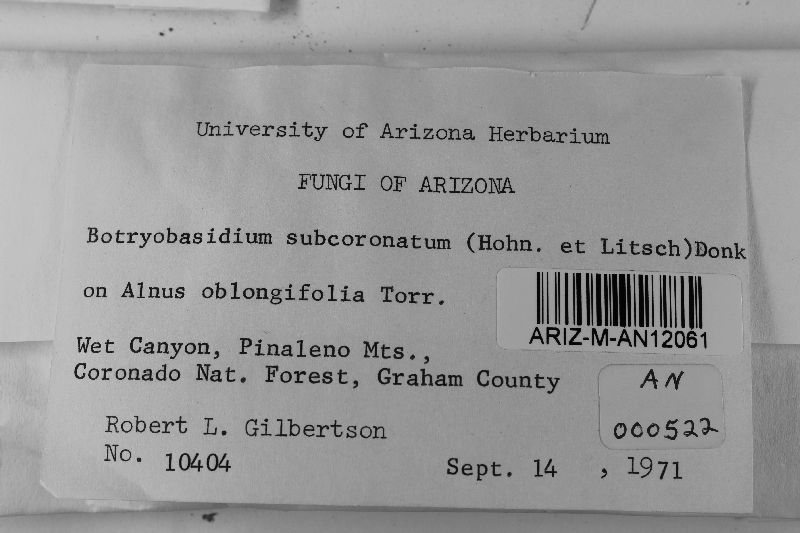 University of Arizona Herbarium
FUNGI OF ARIZONA
Botryobasidium subcoronatum (Hohn. et Litsch)Donk
on Alnus oblongifolia Torr.
ARIZ-M-AN12061
Wet Canyon, Pinaleno Mts.,
Coronado Nat. Forest, Graham County
AN
000522
Robert L. Gilbertson
No. 10404
Sept. 14 , 1971